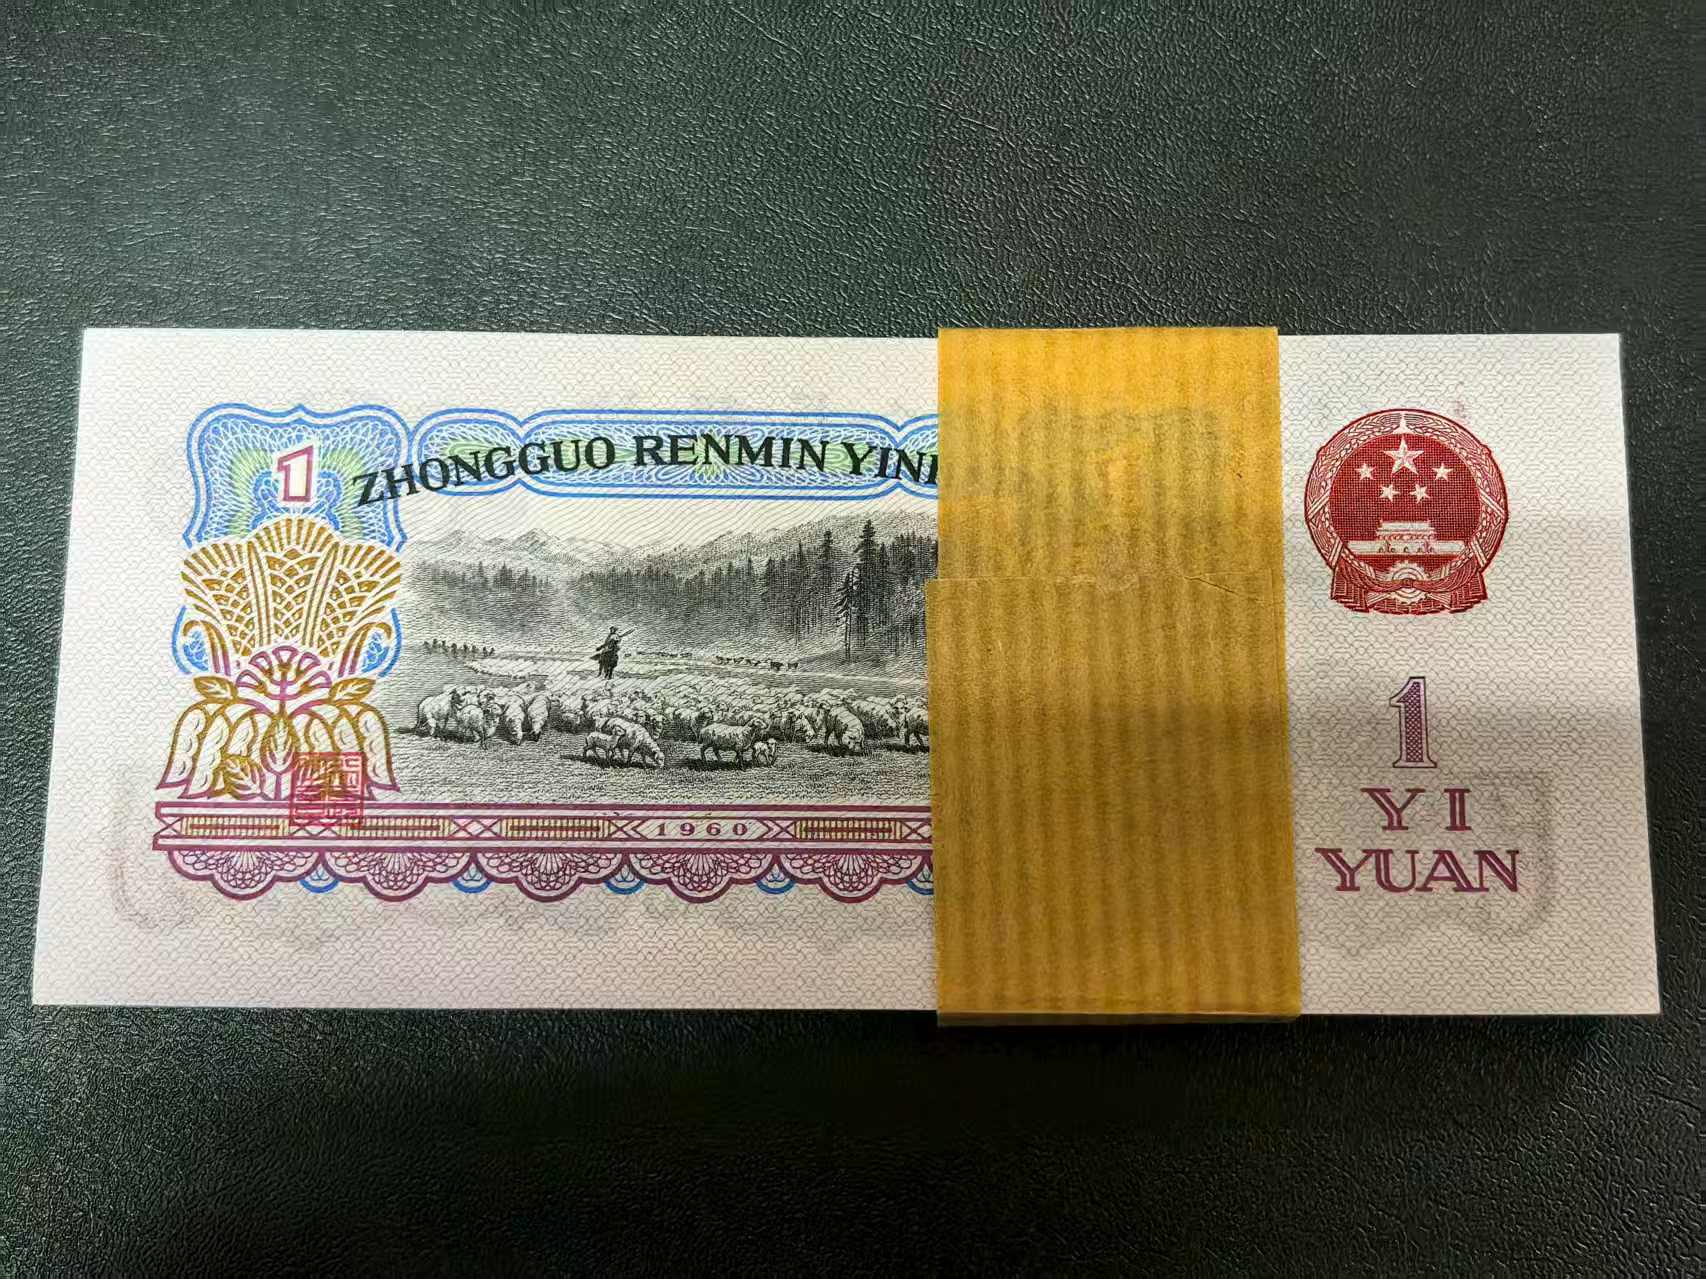 1
ZHONGGUO RENMIN YIN
1960
1
YI
YUAN